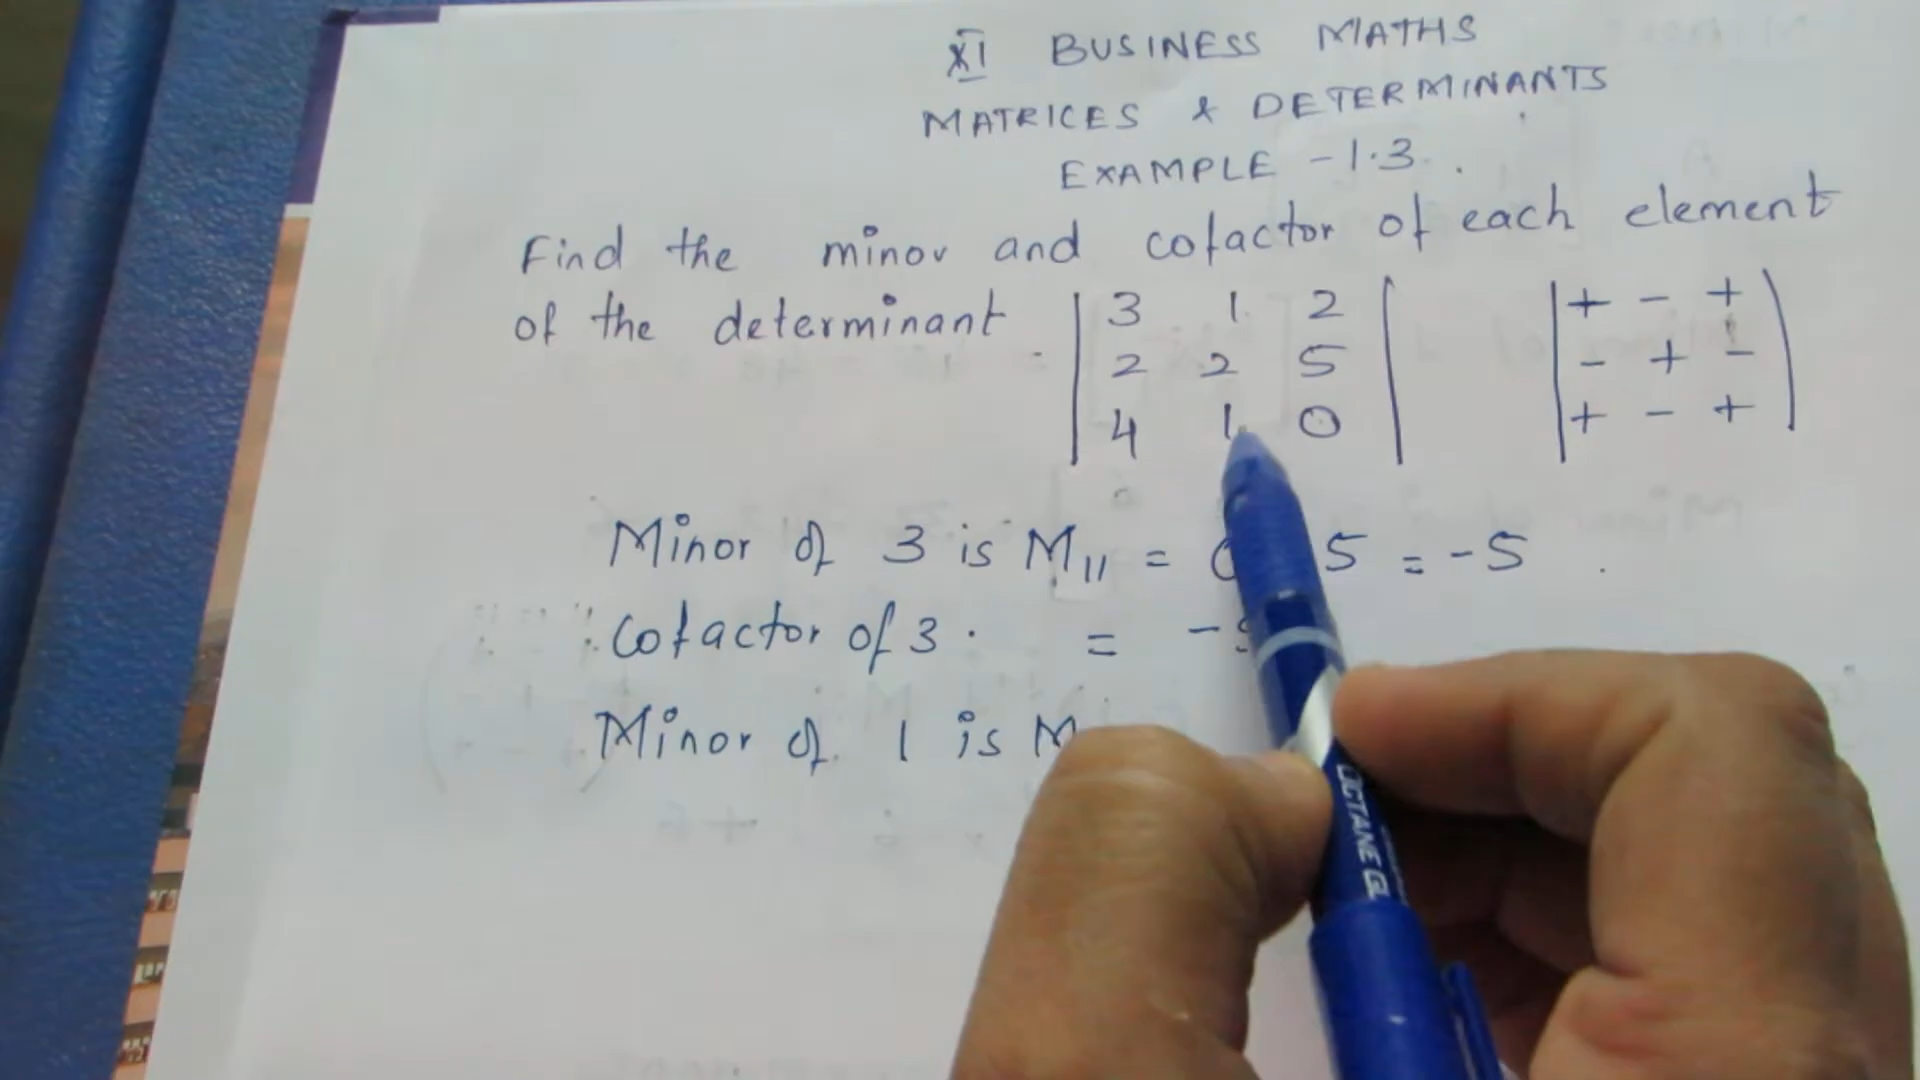 XI BUSINESS MATHS
MATRICES & DETERMINANTS
EXAMPLE - 1.3.
Find the minor and cofactor of each element
of the determinant | 3 1 2 | | + - + |
| 2 2 5 | | - + - |
| 4 1 0 | | + - + |
Minor of 3 is M11 = 5 = -5
Cofactor of 3 = -
Minor of 1 is M
OCTANE GEL